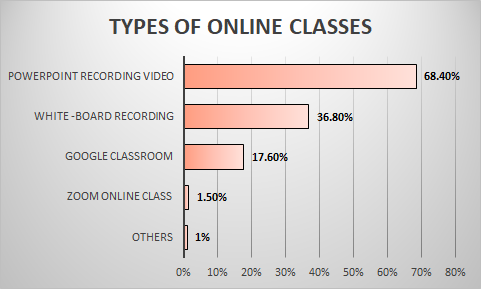 TYPES OF ONLINE CLASSES
POWERPOINT RECORDING VIDEO 68.40%
WHITE -BOARD RECORDING 36.80%
GOOGLE CLASSROOM 17.60%
ZOOM ONLINE CLASS 1.50%
OTHERS 1%
0% 10% 20% 30% 40% 50% 60% 70% 80%